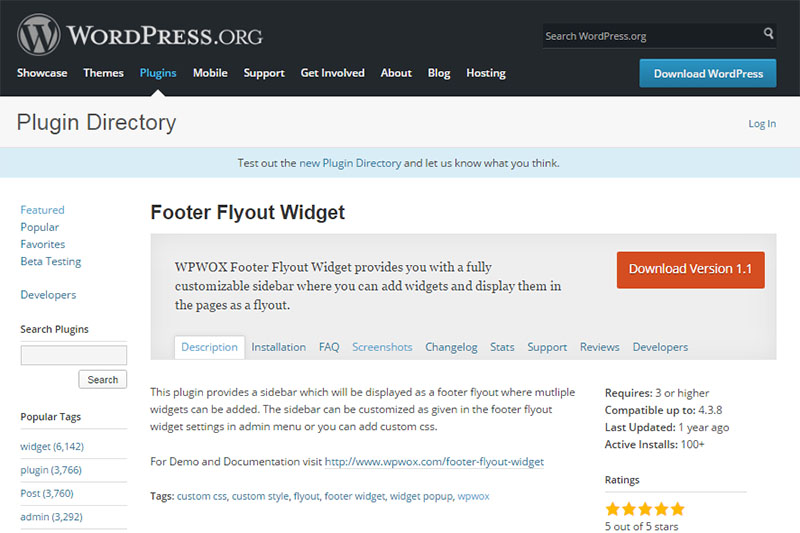 WORDPRESS.ORG
Search WordPress.org
Showcase Themes Plugins Mobile Support Get Involved About Blog Hosting
Download WordPress
Plugin Directory
Log In
Test out the new Plugin Directory and let us know what you think.
Featured
Popular
Favorites
Beta Testing
Developers
Search Plugins
Search
Popular Tags
widget (6,142)
plugin (3,766)
Post (3,760)
admin (3,292)
Footer Flyout Widget
WPWOX Footer Flyout Widget provides you with a fully
customizable sidebar where you can add widgets and display them in
the pages as a flyout.
Download Version 1.1
Description Installation FAQ Screenshots Changelog Stats Support Reviews Developers
This plugin provides a sidebar which will be displayed as a footer flyout where mutliple
widgets can be added. The sidebar can be customized as given in the footer flyout
widget settings in admin menu or you can add custom css.
For Demo and Documentation visit http://www.wpwox.com/footer-flyout-widget
Tags: custom css, custom style, flyout, footer widget, widget popup, wpwox
Requires: 3 or higher
Compatible up to: 4.3.8
Last Updated: 1 year ago
Active Installs: 100+
Ratings
5 out of 5 stars